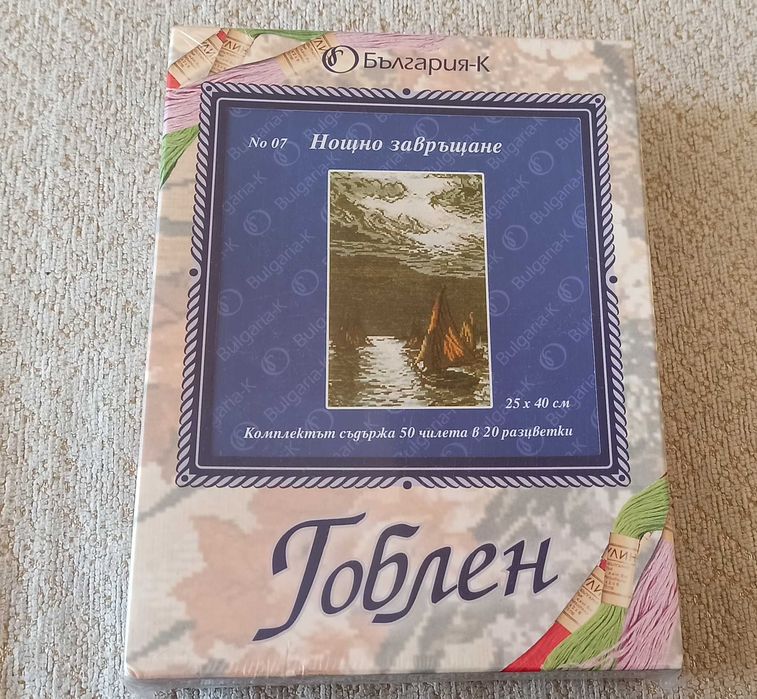 България-К
No 07 Нощно завръщане
25 x 40 см
Комплектът съдържа 50 чилета в 20 разцветки
Гоблен